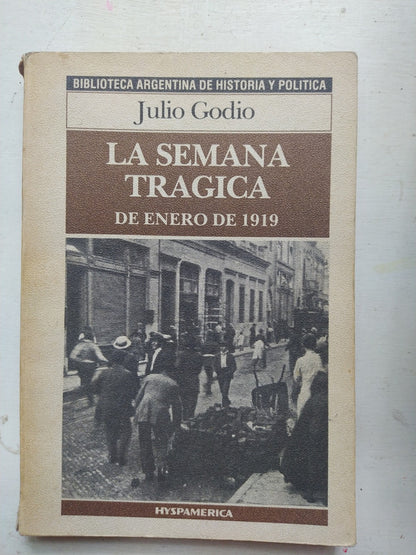 BIBLIOTECA ARGENTINA DE HISTORIA Y POLITICA
Julio Godio
LA SEMANA
TRAGICA
DE ENERO DE 1919
HYSPAMERICA